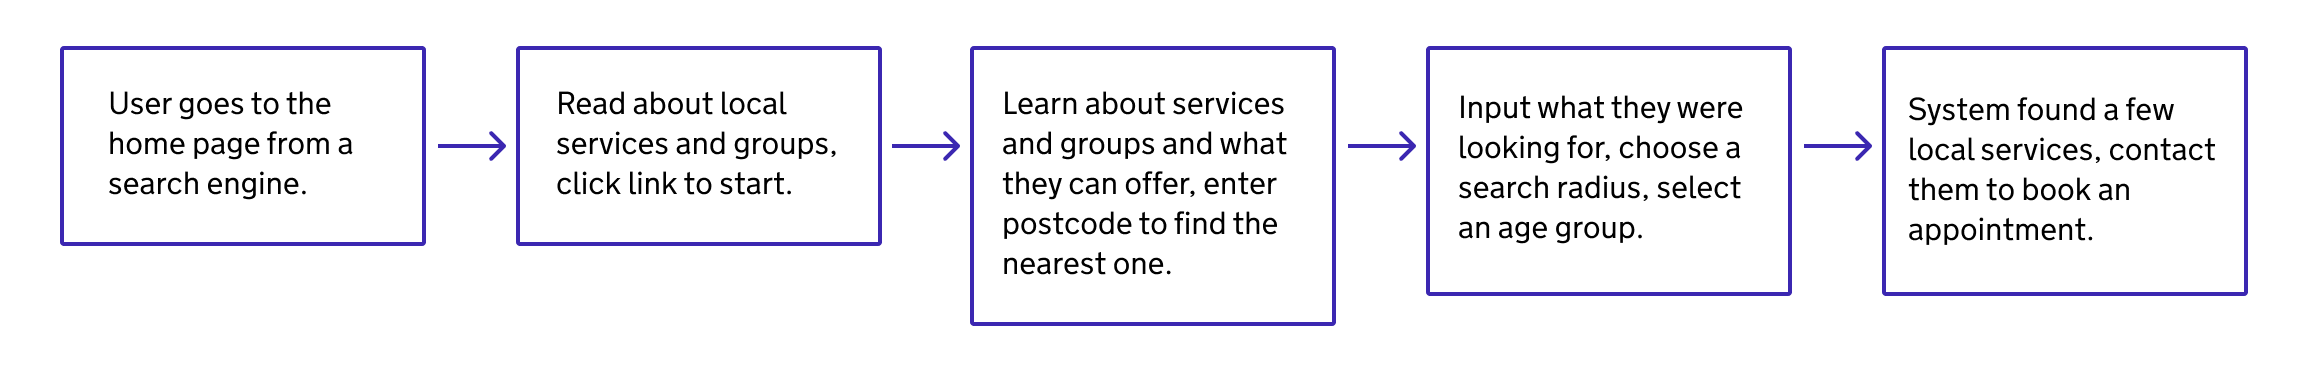 User goes to the
home page from a
search engine.
Read about local
services and groups,
click link to start.
Learn about services
and groups and what
they can offer, enter
postcode to find the
nearest one.
Input what they were
looking for, choose a
search radius, select
an age group.
System found a few
local services, contact
them to book an
appointment.